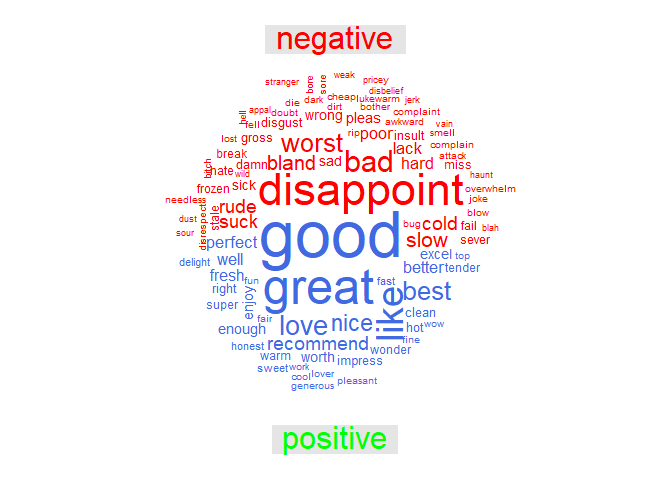 negative
weak
stranger bore sore pricey
disbelief
die dark cheap lukewarm jerk
hell appal doubt dirt bother complaint
fell disgust wrong pleas awkward vain
lost gross worst rip poor insult smell
break sad lack complain
bitch hate damn bland bad hard miss attack
wild haunt
frozen sick disappoint overwhelm
needless joke
disrespect stale rude blow
dust suck good bug cold fail blah
sour perfect slow sever
delight well excel top
fresh fun great better tender
right enjoy fast best
super like
fair love nice clean
enough hot wow
honest recommend fine
warm worth impress wonder
sweet work
cool lover pleasant
generous
positive